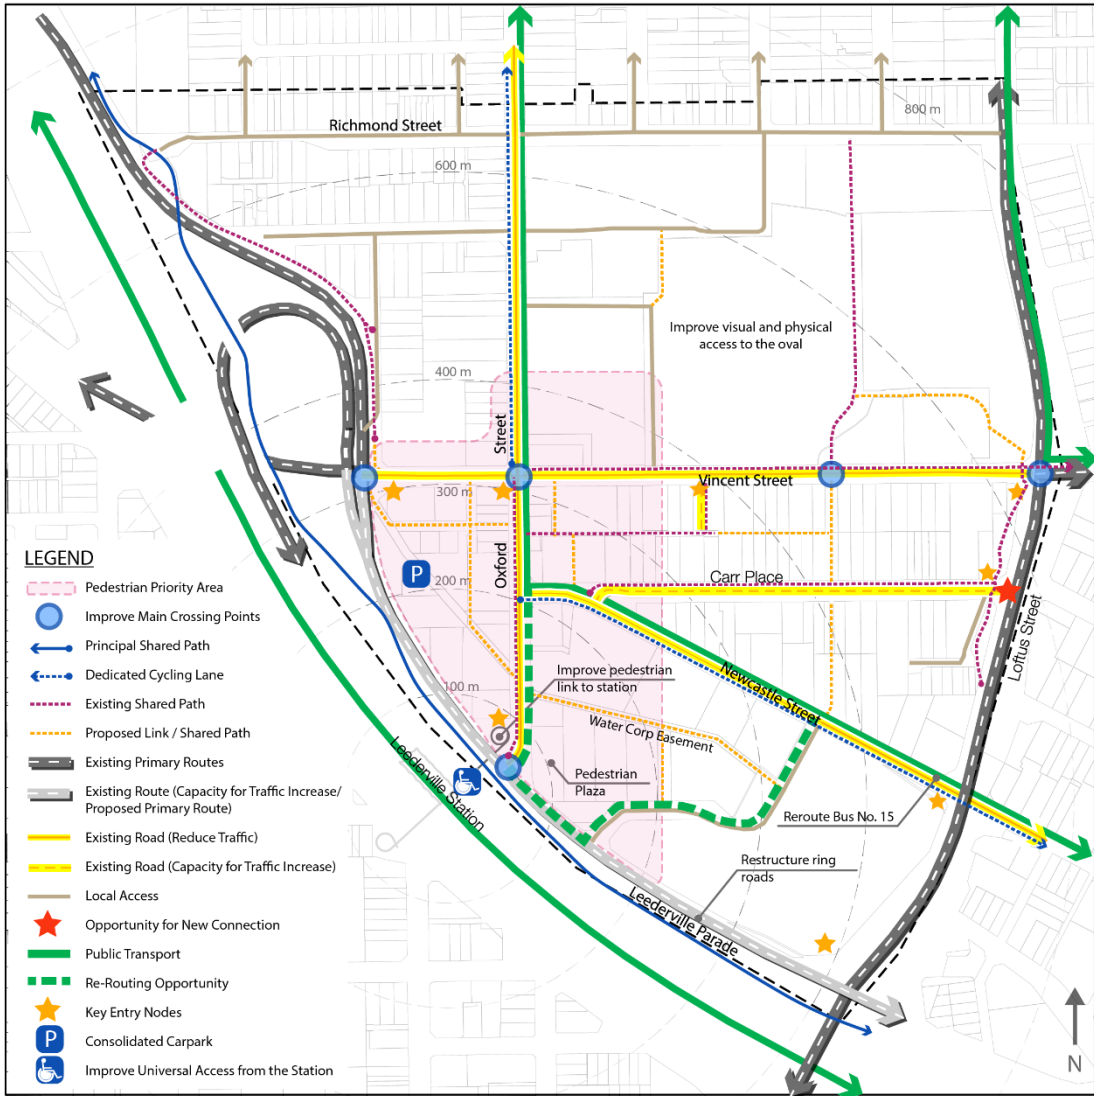 800 m
Richmond Street
600 m
Improve visual and physical
access to the oval
400 m
Street
Vincent Street
300 m
Oxford
Carr Place
200 m
Loftus Street
Improve pedestrian
link to station
100 m
Newcastle Street
Water Corp Easement
Leederville Station
Pedestrian
Plaza
Reroute Bus No. 15
Restructure ring
roads
Leederville Parade
P
N
LEGEND
Pedestrian Priority Area
Improve Main Crossing Points
Principal Shared Path
Dedicated Cycling Lane
Existing Shared Path
Proposed Link / Shared Path
Existing Primary Routes
Existing Route (Capacity for Traffic Increase/
Proposed Primary Route)
Existing Road (Reduce Traffic)
Existing Road (Capacity for Traffic Increase)
Local Access
Opportunity for New Connection
Public Transport
Re-Routing Opportunity
Key Entry Nodes
P
Consolidated Carpark
Improve Universal Access from the Station